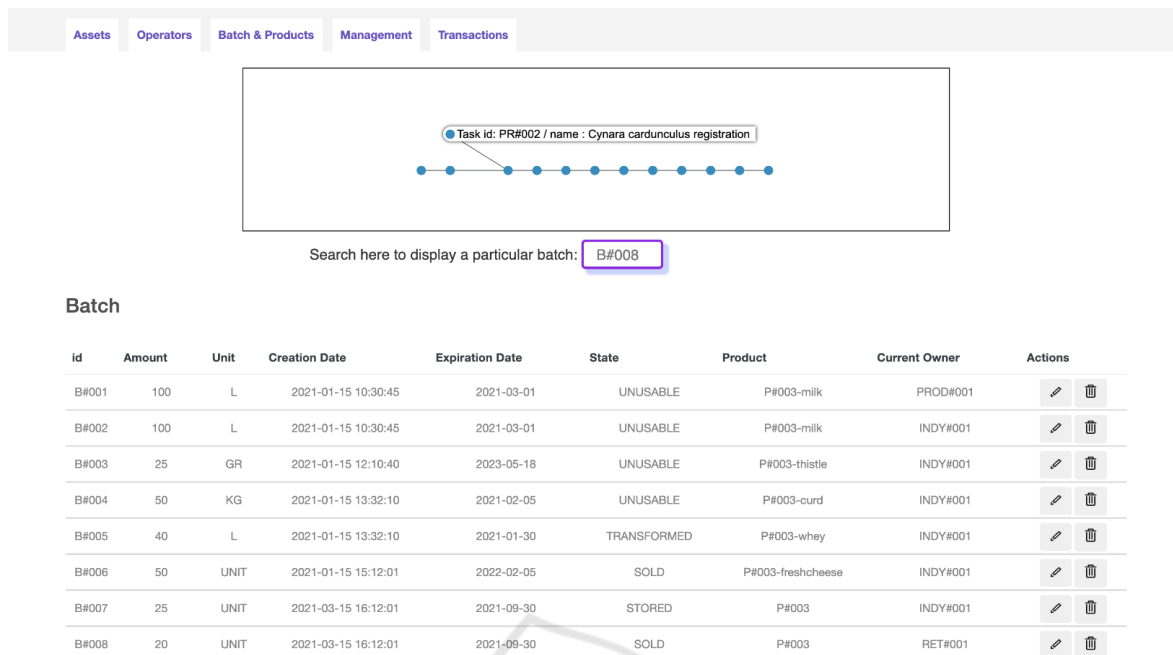 Assets Operators Batch & Products Management Transactions
Task id: PR#002 / name : Cynara cardunculus registration
Search here to display a particular batch: B#008
Batch
id Amount Unit Creation Date Expiration Date State Product Current Owner Actions
B#001 100 L 2021-01-15 10:30:45 2021-03-01 UNUSABLE P#003-milk PROD#001
B#002 100 L 2021-01-15 10:30:45 2021-03-01 UNUSABLE P#003-milk INDY#001
B#003 25 GR 2021-01-15 12:10:40 2023-05-18 UNUSABLE P#003-thistle INDY#001
B#004 50 KG 2021-01-15 13:32:10 2021-02-05 UNUSABLE P#003-curd INDY#001
B#005 40 L 2021-01-15 13:32:10 2021-01-30 TRANSFORMED P#003-whey INDY#001
B#006 50 UNIT 2021-01-15 15:12:01 2022-02-05 SOLD P#003-freshcheese INDY#001
B#007 25 UNIT 2021-03-15 16:12:01 2021-09-30 STORED P#003 INDY#001
B#008 20 UNIT 2021-03-15 16:12:01 2021-09-30 SOLD P#003 RET#001